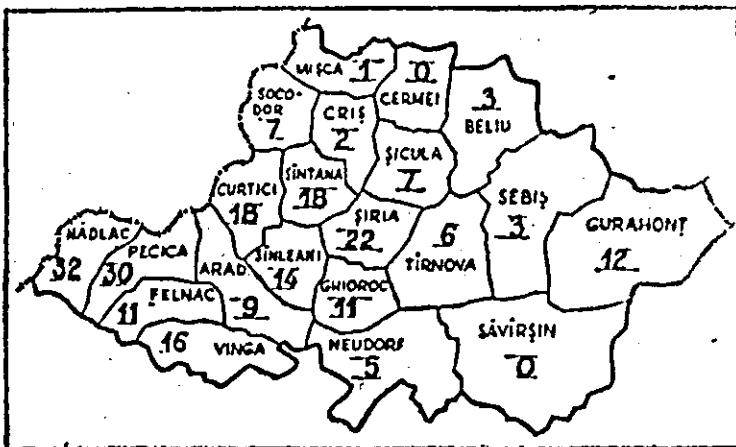 MIȘCA 1
0
CERMEI
SOCO-
DOR
7
CRIȘ
2
3
BELIU
ȘICULA
7
CURTICI
18
SÎNTANA
18
SEBIȘ
3
ȘIRIA
22
6
TÎRNOVA
GURAHONȚ
12
NĂDLAC
32
PECICA
30
ARAD
9
SÎNLEANI
14
GHIOROC
11
FELNAC
11
16 VINGA
NEUDORF
5
SĂVÎRȘIN
0